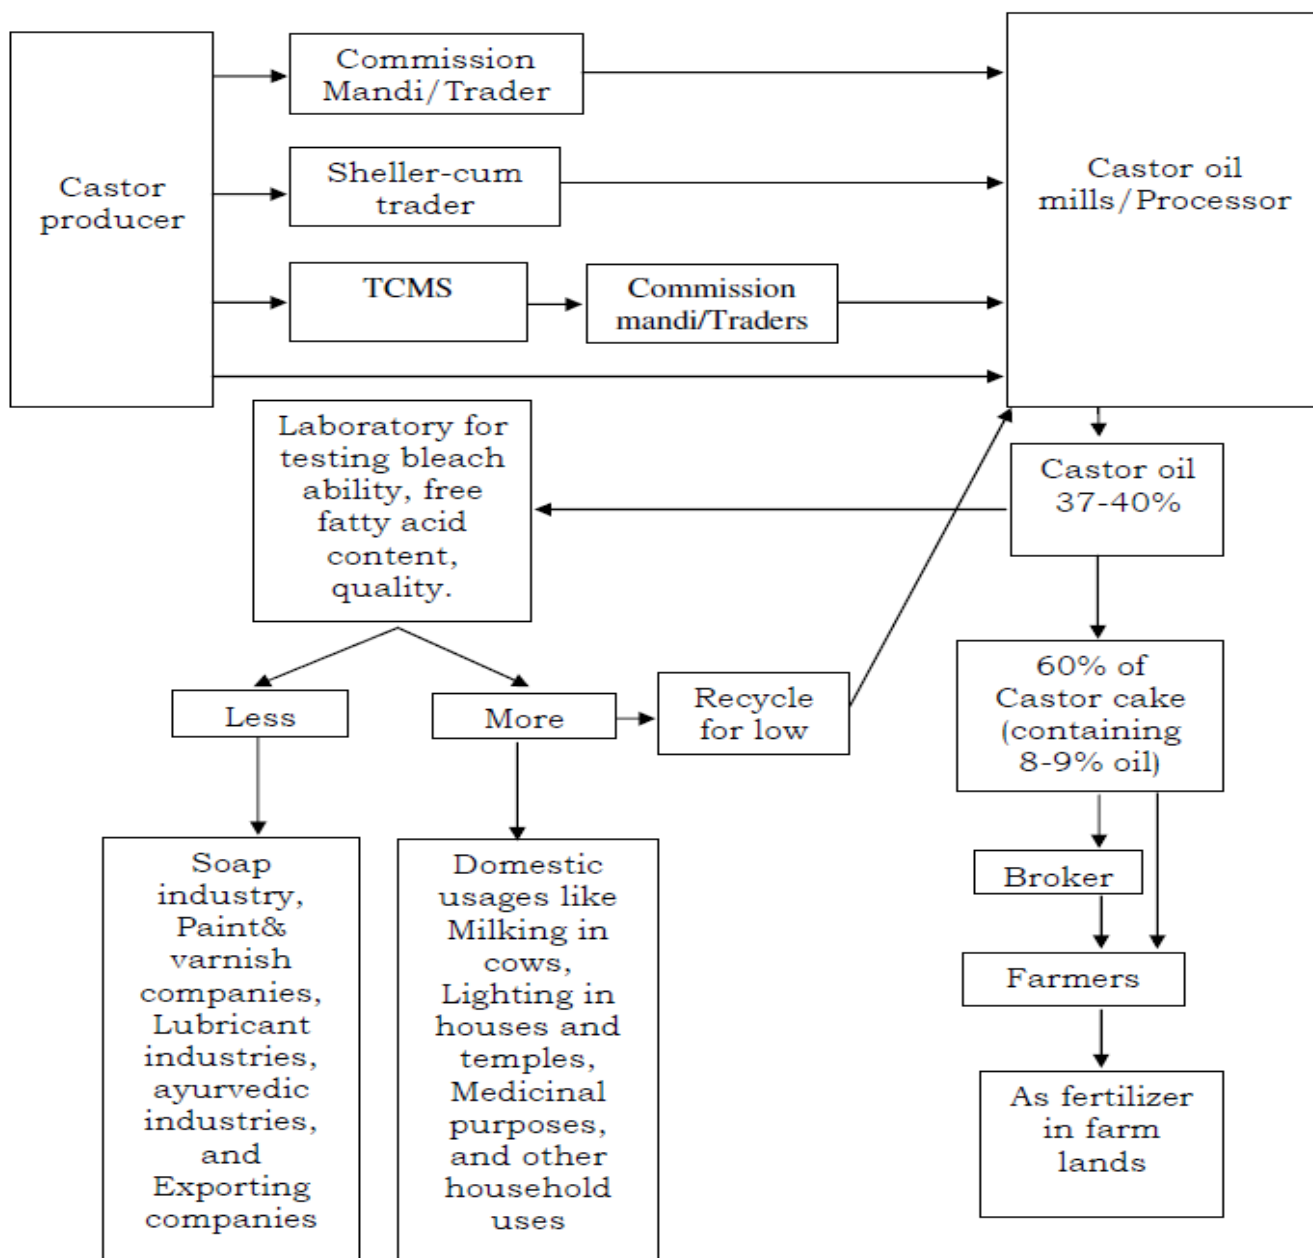 Commission
Mandi/Trader
Castor
producer
Sheller-cum
trader
TCMS
Commission
mandi/Traders
Castor oil
mills/Processor
Laboratory for
testing bleach
ability, free
fatty acid
content,
quality.
Castor oil
37-40%
Less
More
Recycle
for low
60% of
Castor cake
(containing
8-9% oil)
Broker
Farmers
As fertilizer
in farm
lands
Soap
industry,
Paint&
varnish
companies,
Lubricant
industries,
ayurvedic
industries,
and
Exporting
companies
Domestic
usages like
Milking in
cows,
Lighting in
houses and
temples,
Medicinal
purposes,
and other
household
uses